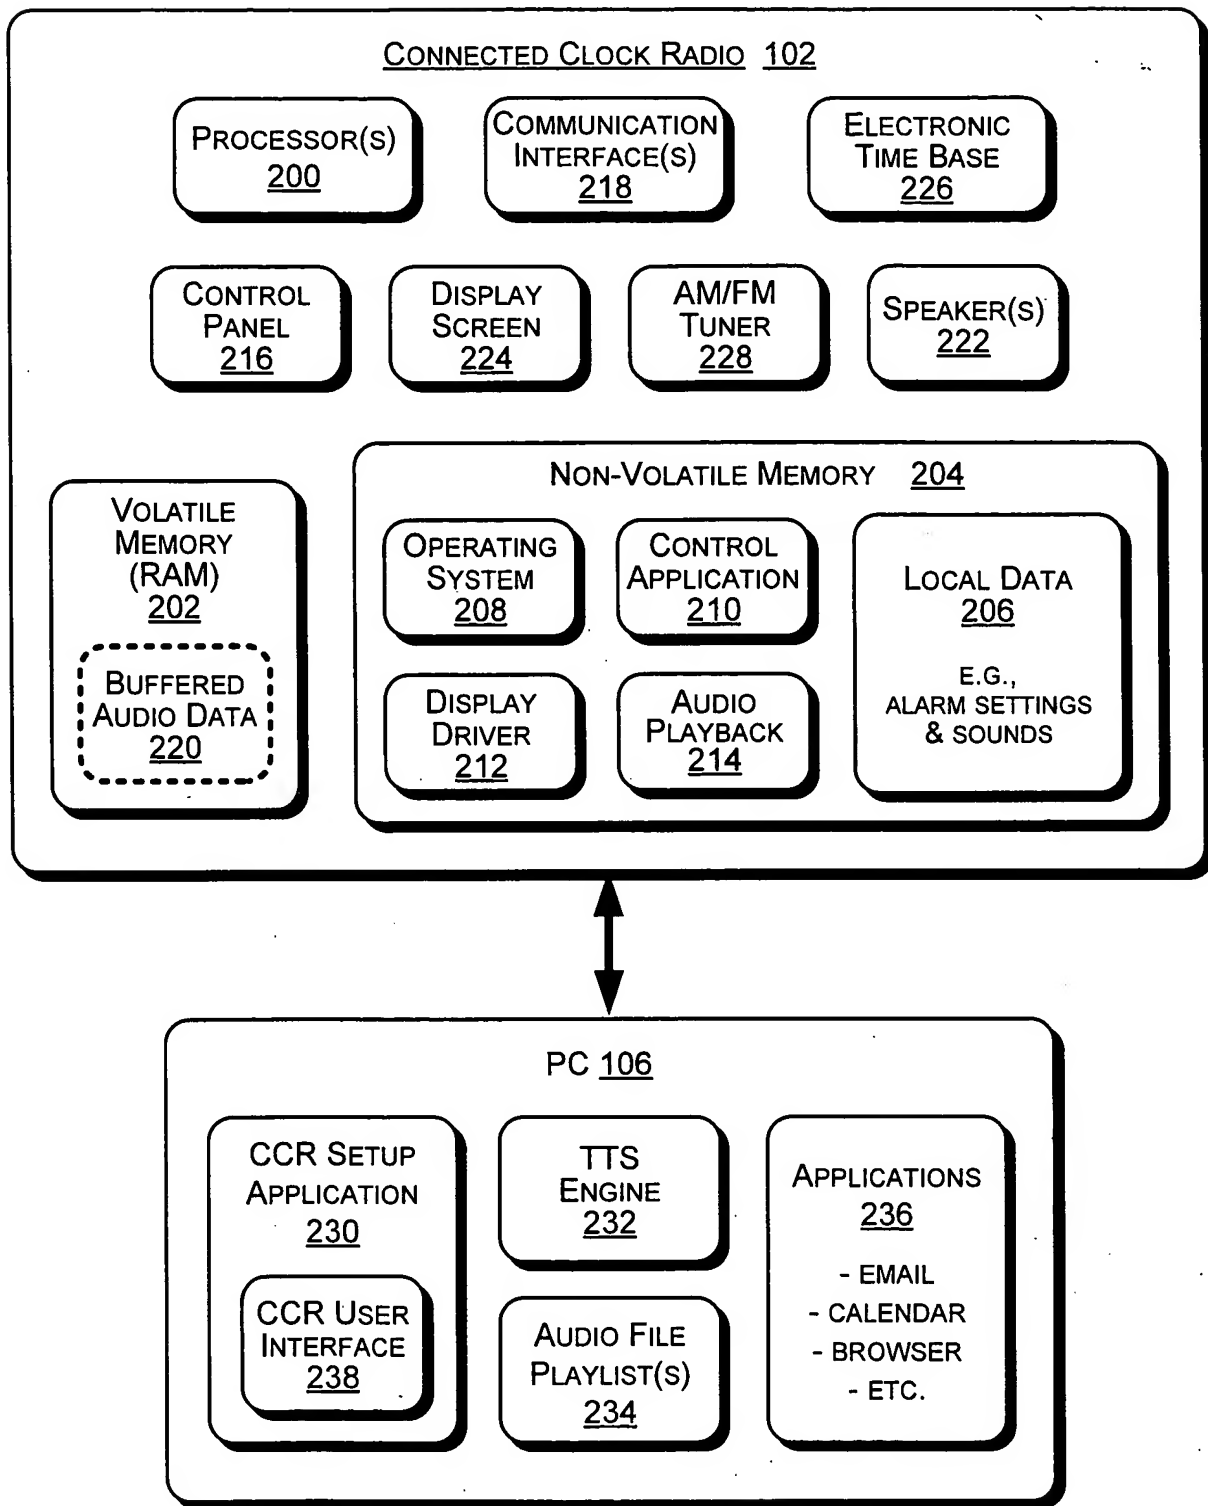 CONNECTED CLOCK RADIO 102
PROCESSOR(S)
200
COMMUNICATION
INTERFACE(S)
218
ELECTRONIC
TIME BASE
226
CONTROL
PANEL
216
DISPLAY
SCREEN
224
AM/FM
TUNER
228
SPEAKER(S)
222
VOLATILE
MEMORY
(RAM)
202
BUFFERED
AUDIO DATA
220
NON-VOLATILE MEMORY 204
OPERATING
SYSTEM
208
CONTROL
APPLICATION
210
DISPLAY
DRIVER
212
AUDIO
PLAYBACK
214
LOCAL DATA
206
E.G.,
ALARM SETTINGS
& SOUNDS
PC 106
CCR SETUP
APPLICATION
230
CCR USER
INTERFACE
238
TTS
ENGINE
232
AUDIO FILE
PLAYLIST(S)
234
APPLICATIONS
236
- EMAIL
- CALENDAR
- BROWSER
- ETC.